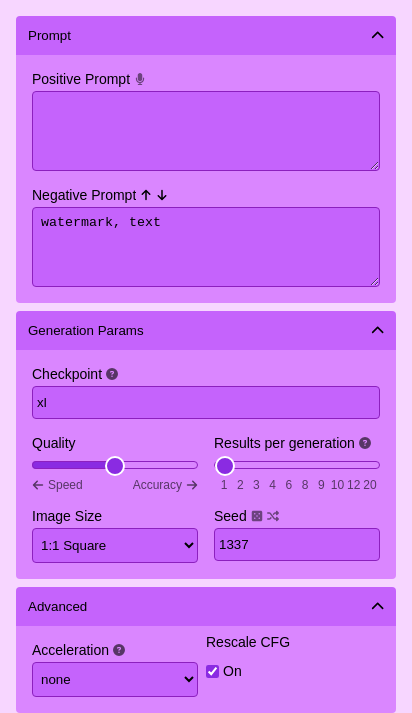 Prompt
Positive Prompt
Negative Prompt ↑ ↓
watermark, text
Generation Params
Checkpoint ?
xl
Quality Results per generation ?
← Speed Accuracy → 1 2 3 4 6 8 9 10 12 20
Image Size Seed
1:1 Square 1337
Advanced
Acceleration ? Rescale CFG
none On